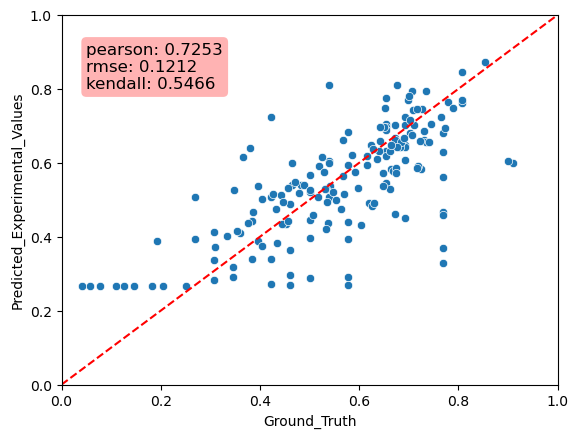 pearson: 0.7253
rmse: 0.1212
kendall: 0.5466
Predicted_Experimental_Values
1.0
0.8
0.6
0.4
0.2
0.0
0.0 0.2 0.4 0.6 0.8 1.0
Ground_Truth